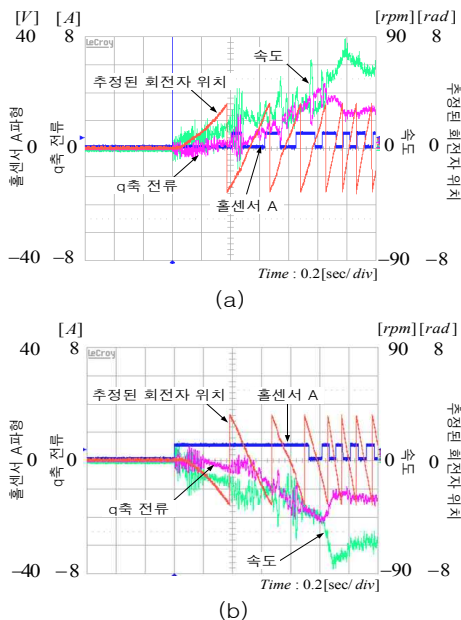 [V] [A] [rpm] [rad]
40 8 90 8
LeCroy
추정된 회전자 위치
속도
홀센서 A파형
q축 전류
0 0 0 0
속도
추정된 회전자 위치
q축 전류
홀센서 A
-40 -8 -90 -8
Time : 0.2[sec/div]
(a)
[A] [rpm] [rad]
40 8 90 8
LeCroy
추정된 회전자 위치
홀센서 A
홀센서 A파형
q축 전류
0 0 0 0
속도
추정된 회전자 위치
q축 전류
속도
-40 -8 -90 -8
Time : 0.2[sec/div]
(b)